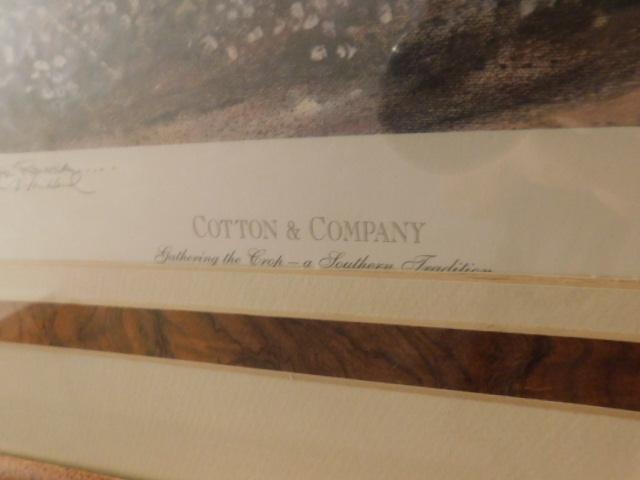 COTTON & COMPANY
Gathering the Crop – a Southern Tradition